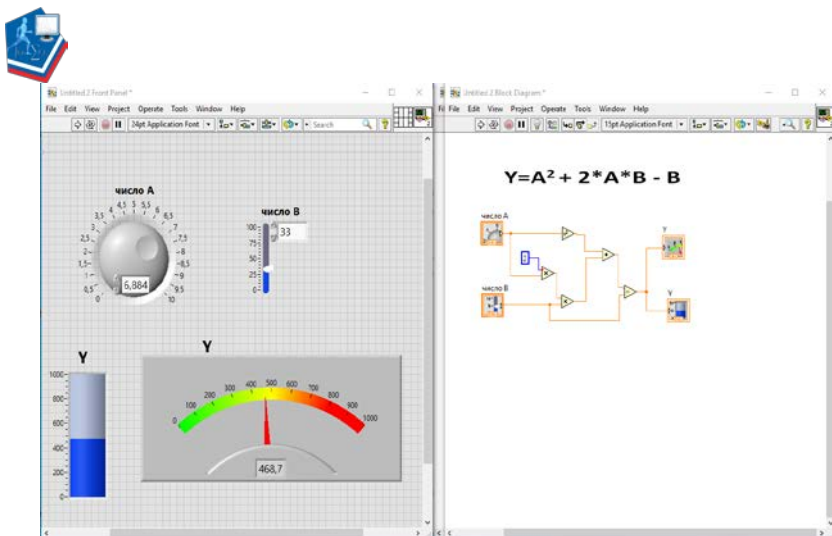 Untitled 2 Front Panel *
File Edit View Project Operate Tools Window Help
24pt Application Font
Search
число A
0 0,5 1 1,5 2 2,5 3 3,5 4 4,5 5 5,5 6 6,5 7 7,5 8 8,5 9 9,5 10
6,884
число B
100
75
50
25
0
33
Y
1000
800
600
400
200
0
Y
0 100 200 300 400 500 600 700 800 900 1000
468,7
Untitled 2 Block Diagram *
File Edit View Project Operate Tools Window Help
15pt Application Font
Y=A² + 2*A*B - B
число A
число B
Y
Y